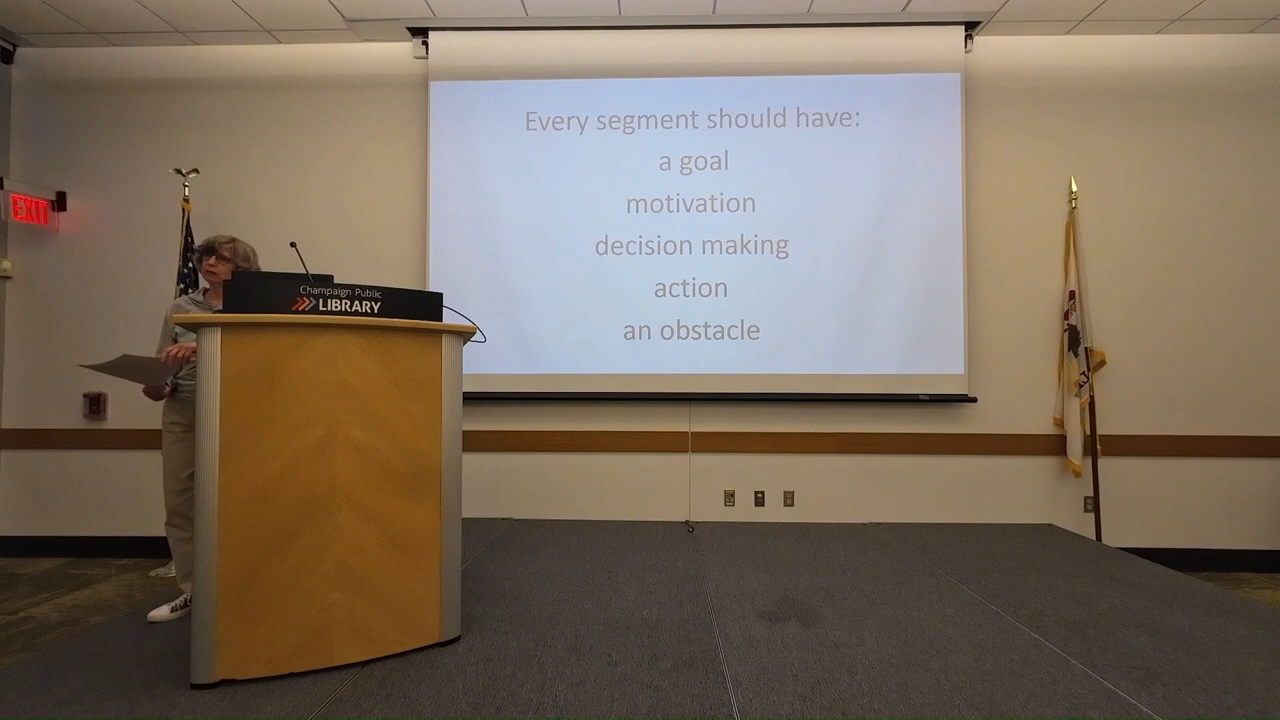 Every segment should have:
a goal
motivation
decision making
action
an obstacle
EXIT
Champaign Public
LIBRARY